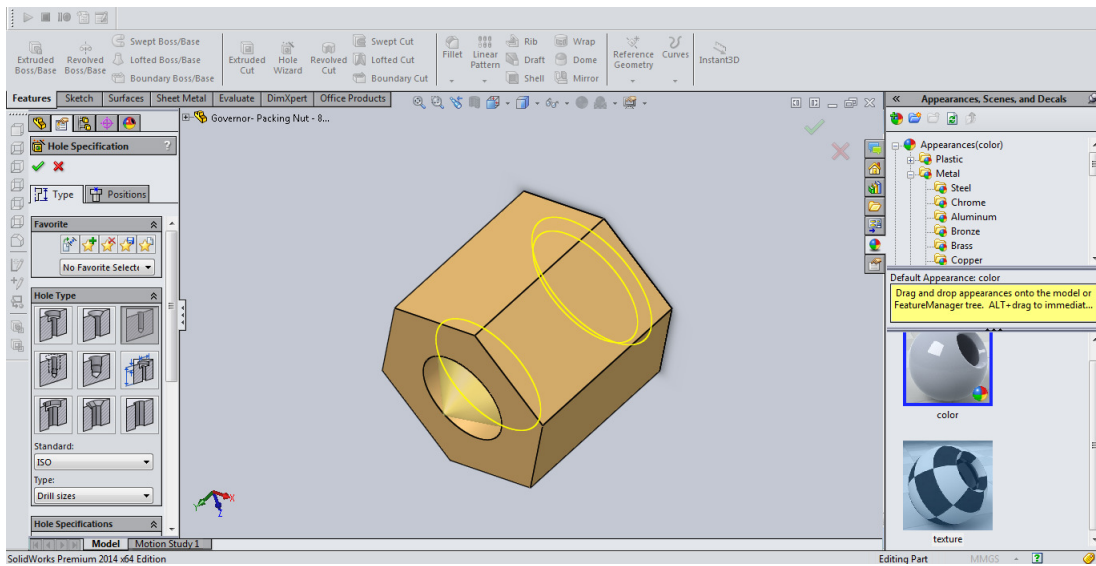 Extruded Boss/Base
Revolved Boss/Base
Swept Boss/Base
Lofted Boss/Base
Boundary Boss/Base
Extruded Cut
Hole Wizard
Revolved Cut
Swept Cut
Lofted Cut
Boundary Cut
Fillet
Linear Pattern
Rib
Draft
Shell
Wrap
Dome
Mirror
Reference Geometry
Curves
Instant3D
Features
Sketch
Surfaces
Sheet Metal
Evaluate
DimXpert
Office Products
Governor- Packing Nut - 8...
Hole Specification
?
Type
Positions
Favorite
No Favorite Selecte
Hole Type
Standard:
ISO
Type:
Drill sizes
Hole Specifications
X
Y
Z
Model
Motion Study 1
Appearances, Scenes, and Decals
Appearances(color)
Plastic
Metal
Steel
Chrome
Aluminum
Bronze
Brass
Copper
Default Appearance: color
Drag and drop appearances onto the model or
FeatureManager tree. ALT+drag to immediat...
color
texture
SolidWorks Premium 2014 x64 Edition
Editing Part
MMGS
?